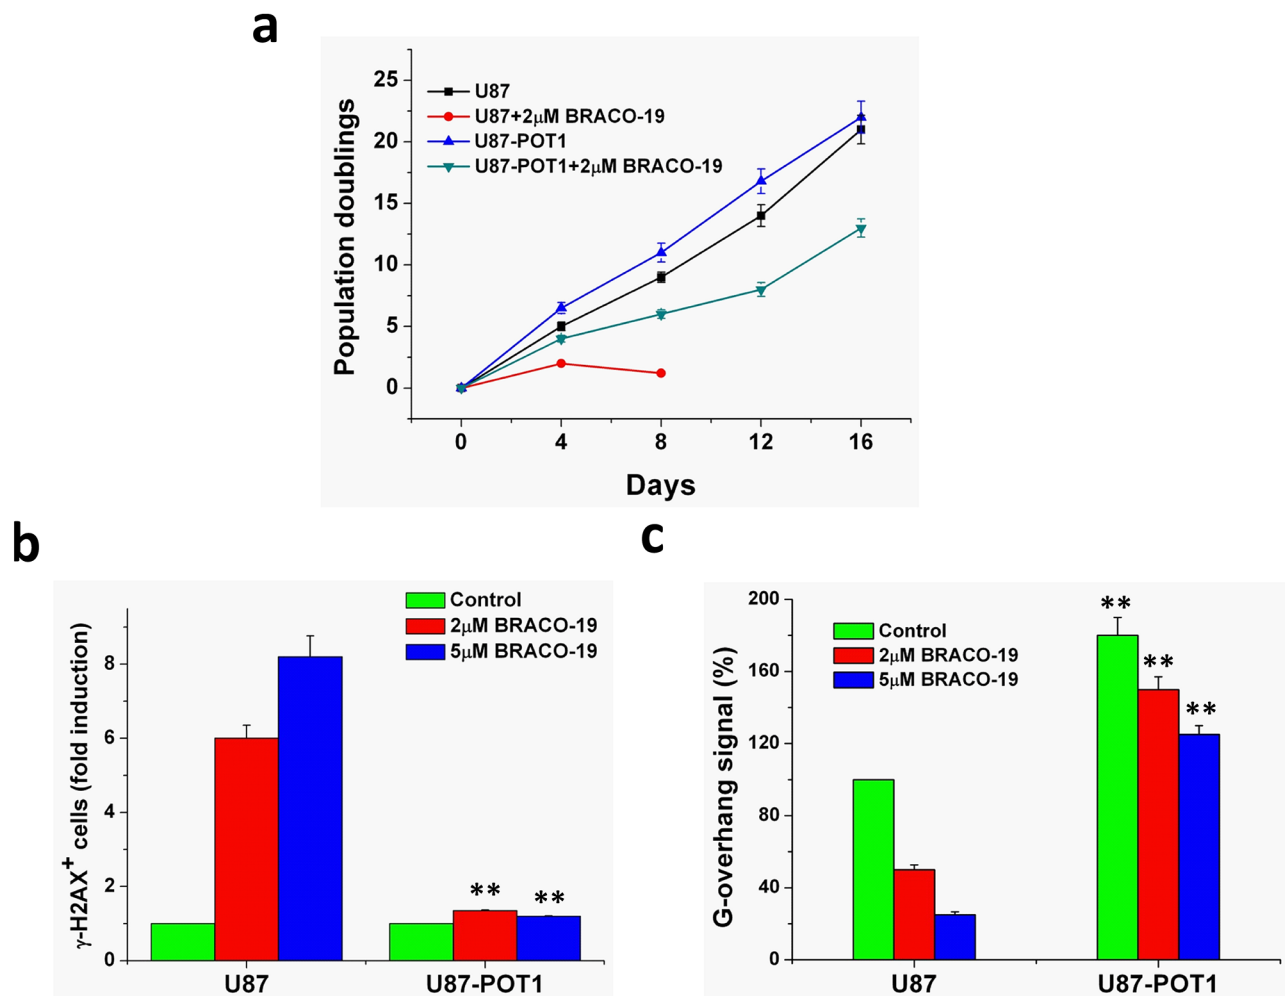 a
Population doublings
25
20
15
10
5
0
U87
U87+2μM BRACO-19
U87-POT1
U87-POT1+2μM BRACO-19
0 4 8 12 16
Days
b
γ-H2AX+ cells (fold induction)
8
6
4
2
0
Control
2μM BRACO-19
5μM BRACO-19
** **
U87 U87-POT1
c
G-overhang signal (%)
200
160
120
80
40
0
Control
2μM BRACO-19
5μM BRACO-19
**
**
**
U87 U87-POT1